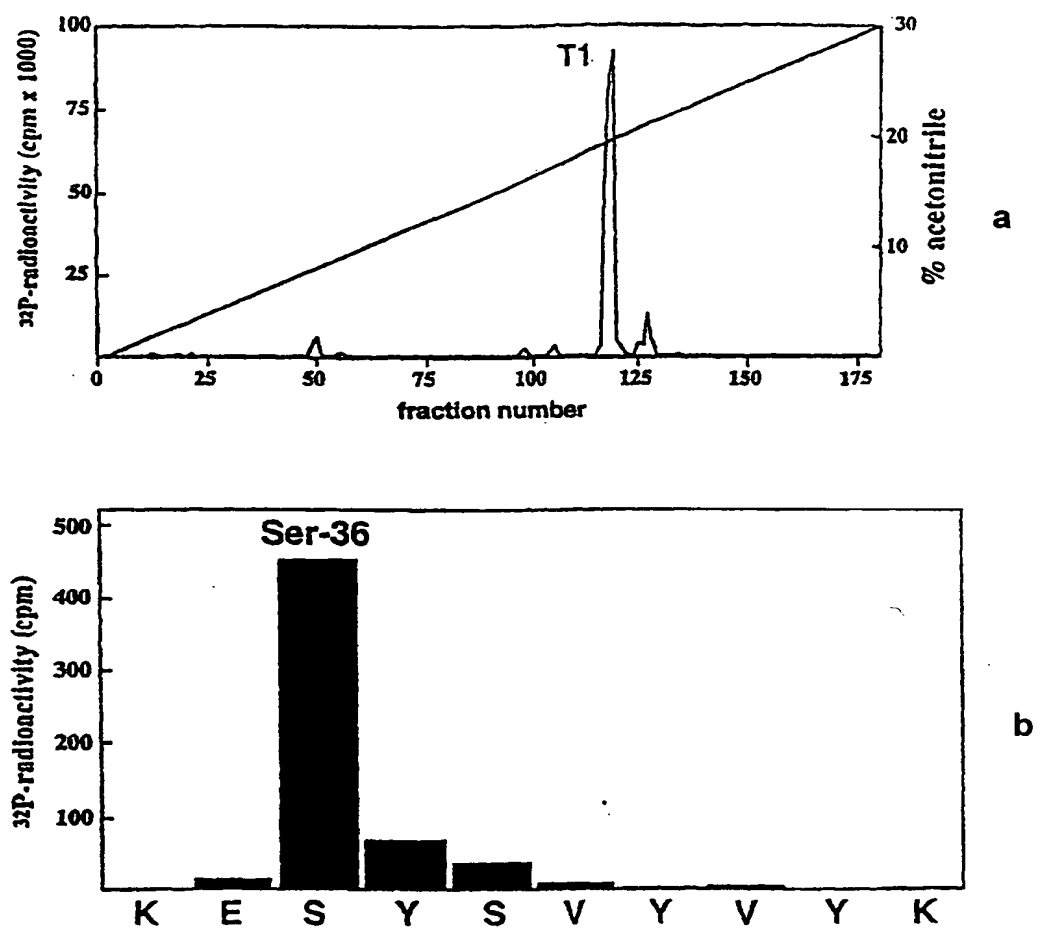 100
75
50
25
³²P-radioactivity (cpm x 1000)
T1
30
20
10
% acetonitrile
a
0 25 50 75 100 125 150 175
fraction number
500
400
300
200
100
³²P-radioactivity (cpm)
Ser-36
b
K E S Y S V Y V Y K